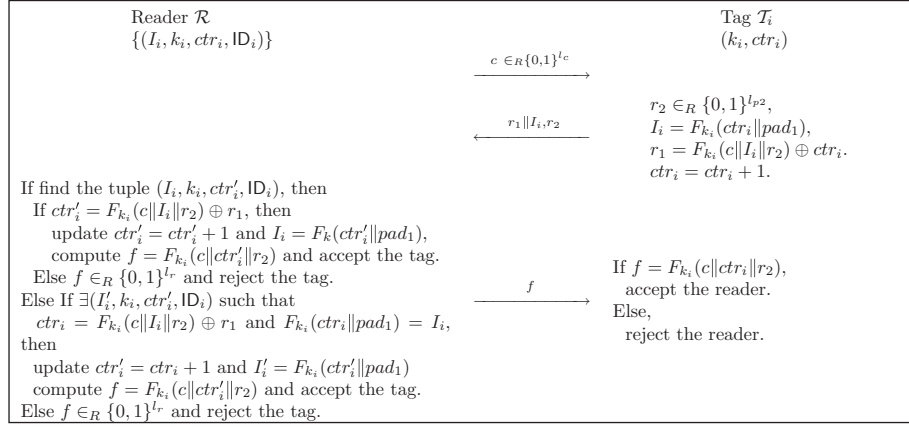 Reader R
{(I_i, k_i, ctr_i, ID_i)}
Tag T_i
(k_i, ctr_i)
c ∈_R{0,1}^{l_c}
r_2 ∈_R {0, 1}^{l_{p2}},
r_1‖I_i,r_2
I_i = F_{k_i}(ctr_i‖pad_1),
r_1 = F_{k_i}(c‖I_i‖r_2) ⊕ ctr_i.
ctr_i = ctr_i + 1.
If find the tuple (I_i, k_i, ctr'_i, ID_i), then
If ctr'_i = F_{k_i}(c‖I_i‖r_2) ⊕ r_1, then
update ctr'_i = ctr'_i + 1 and I_i = F_k(ctr'_i‖pad_1),
compute f = F_{k_i}(c‖ctr'_i‖r_2) and accept the tag.
Else f ∈_R {0, 1}^{l_r} and reject the tag.
Else If ∃(I'_i, k_i, ctr'_i, ID_i) such that
ctr_i = F_{k_i}(c‖I_i‖r_2) ⊕ r_1 and F_{k_i}(ctr_i‖pad_1) = I_i,
then
update ctr'_i = ctr_i + 1 and I'_i = F_{k_i}(ctr'_i‖pad_1)
compute f = F_{k_i}(c‖ctr'_i‖r_2) and accept the tag.
Else f ∈_R {0, 1}^{l_r} and reject the tag.
f
If f = F_{k_i}(c‖ctr_i‖r_2),
accept the reader.
Else,
reject the reader.